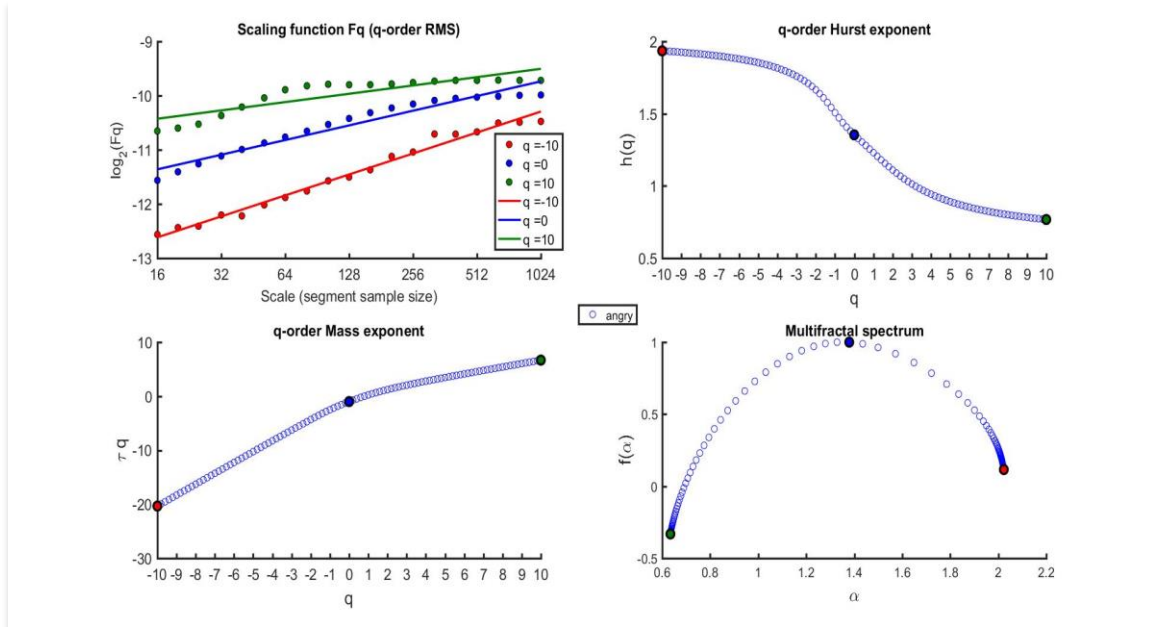 Scaling function Fq (q-order RMS)
-9
-10
-11
-12
-13
log2(Fq)
16 32 64 128 256 512 1024
Scale (segment sample size)
q =-10
q =0
q =10
q =-10
q =0
q =10
q-order Hurst exponent
2
1.5
1
0.5
h(q)
-10 -9 -8 -7 -6 -5 -4 -3 -2 -1 0 1 2 3 4 5 6 7 8 9 10
q
angry
q-order Mass exponent
10
0
-10
-20
-30
τ q
-10 -9 -8 -7 -6 -5 -4 -3 -2 -1 0 1 2 3 4 5 6 7 8 9 10
q
Multifractal spectrum
1
0.5
0
-0.5
f(α)
0.6 0.8 1 1.2 1.4 1.6 1.8 2 2.2
α